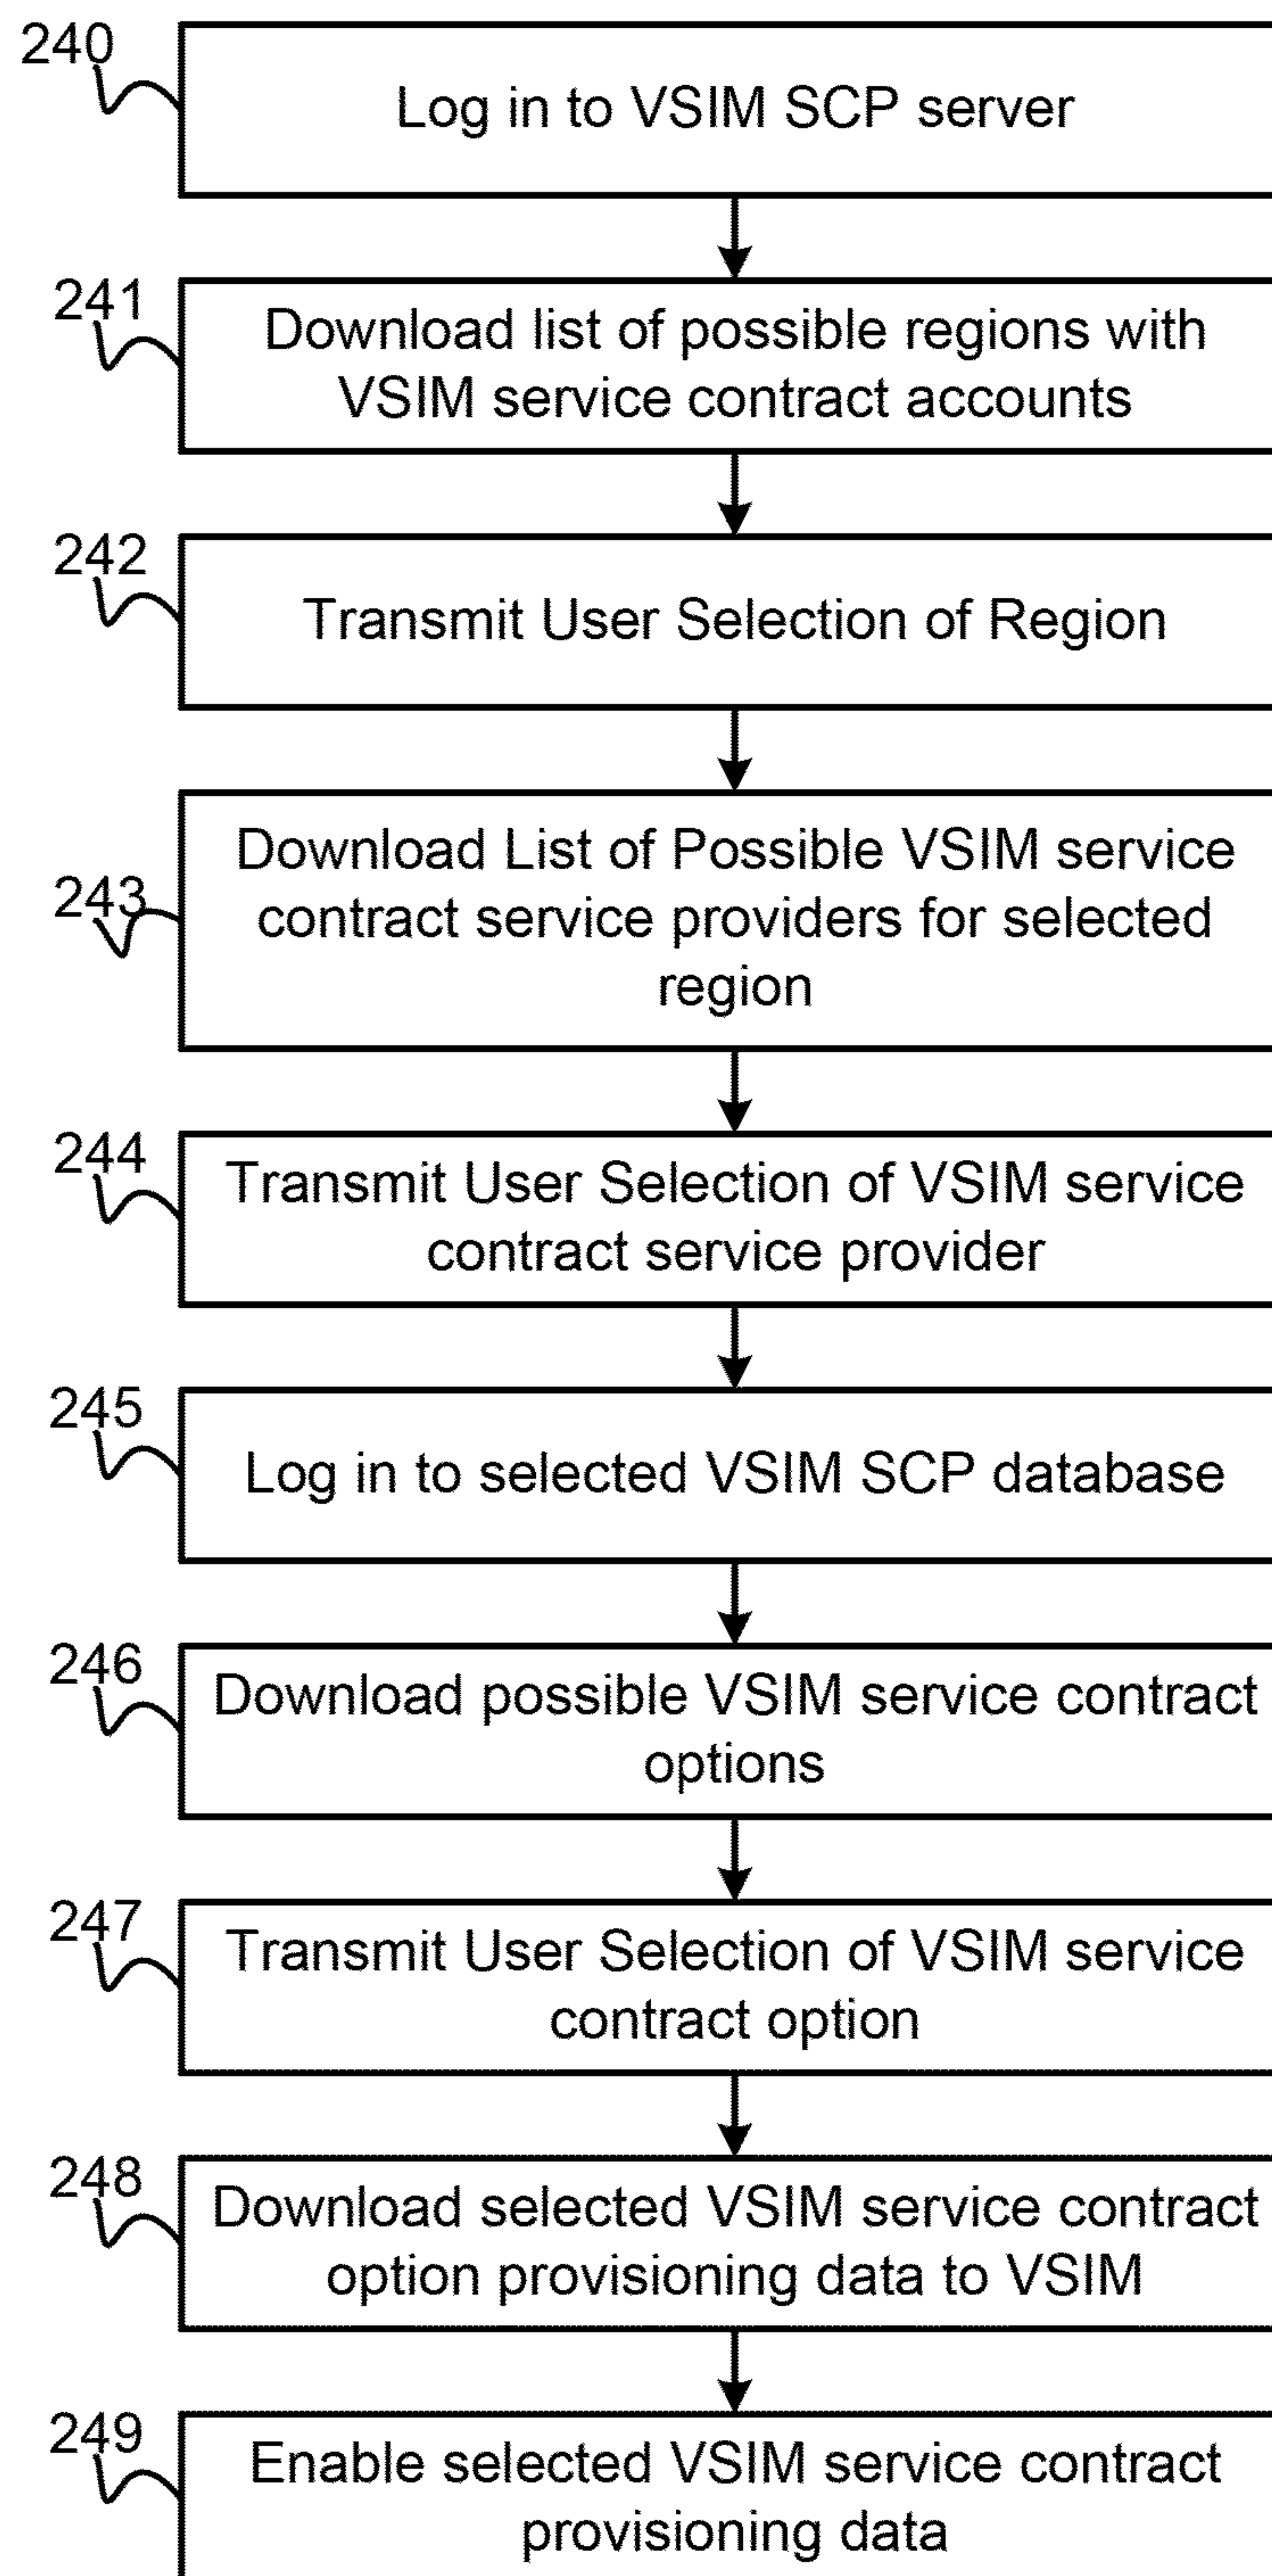 240
Log in to VSIM SCP server
241
Download list of possible regions with
VSIM service contract accounts
242
Transmit User Selection of Region
243
Download List of Possible VSIM service
contract service providers for selected
region
244
Transmit User Selection of VSIM service
contract service provider
245
Log in to selected VSIM SCP database
246
Download possible VSIM service contract
options
247
Transmit User Selection of VSIM service
contract option
248
Download selected VSIM service contract
option provisioning data to VSIM
249
Enable selected VSIM service contract
provisioning data